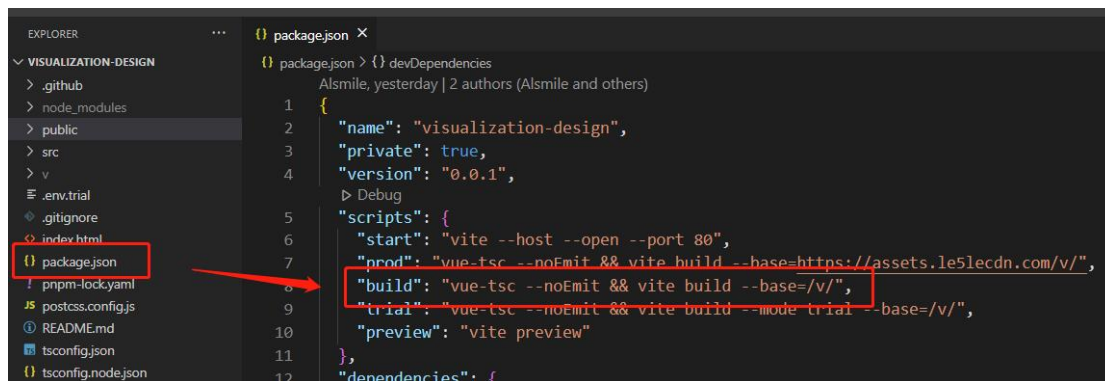 EXPLORER
VISUALIZATION-DESIGN
.github
node_modules
public
src
v
.env.trial
.gitignore
index.html
package.json
pnpm-lock.yaml
postcss.config.js
README.md
tsconfig.json
tsconfig.node.json
package.json
package.json > {} devDependencies
Alsmile, yesterday | 2 authors (Alsmile and others)
1 {
2 "name": "visualization-design",
3 "private": true,
4 "version": "0.0.1",
Debug
5 "scripts": {
6 "start": "vite --host --open --port 80",
7 "prod": "vue-tsc --noEmit && vite build --base=https://assets.le5lecdn.com/v/",
8 "build": "vue-tsc --noEmit && vite build --base=/v/",
9 "trial": "vue-tsc --noEmit && vite build --mode trial --base=/v/",
10 "preview": "vite preview"
11 },
12 "dependencies": {